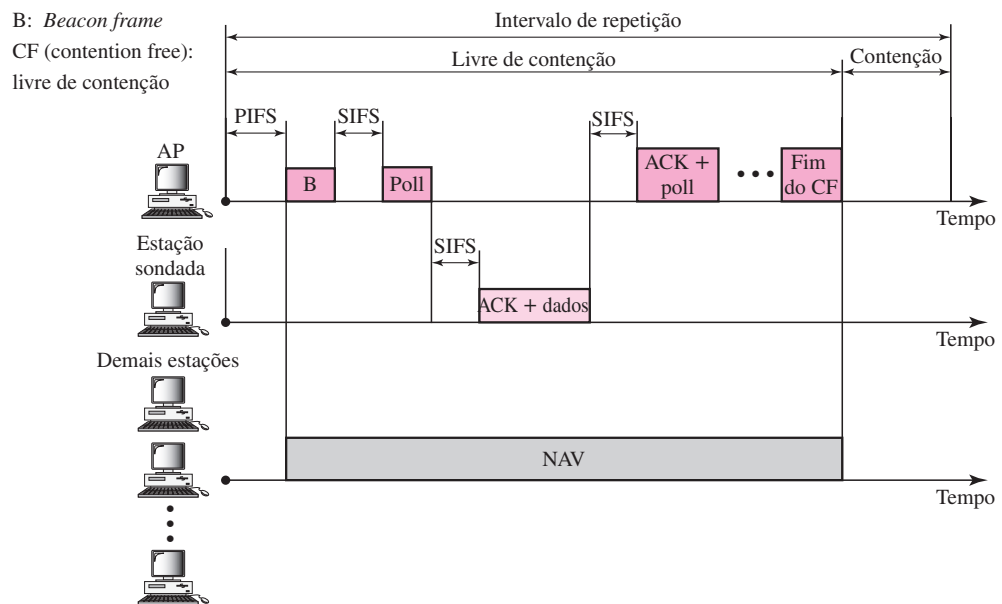 B: Beacon frame
CF (contention free):
livre de contenção
Intervalo de repetição
Livre de contenção
Contenção
PIFS
SIFS
SIFS
AP
B
Poll
ACK +
poll
Fim
do CF
Tempo
Estação
sondada
SIFS
ACK + dados
Tempo
Demais estações
NAV
Tempo